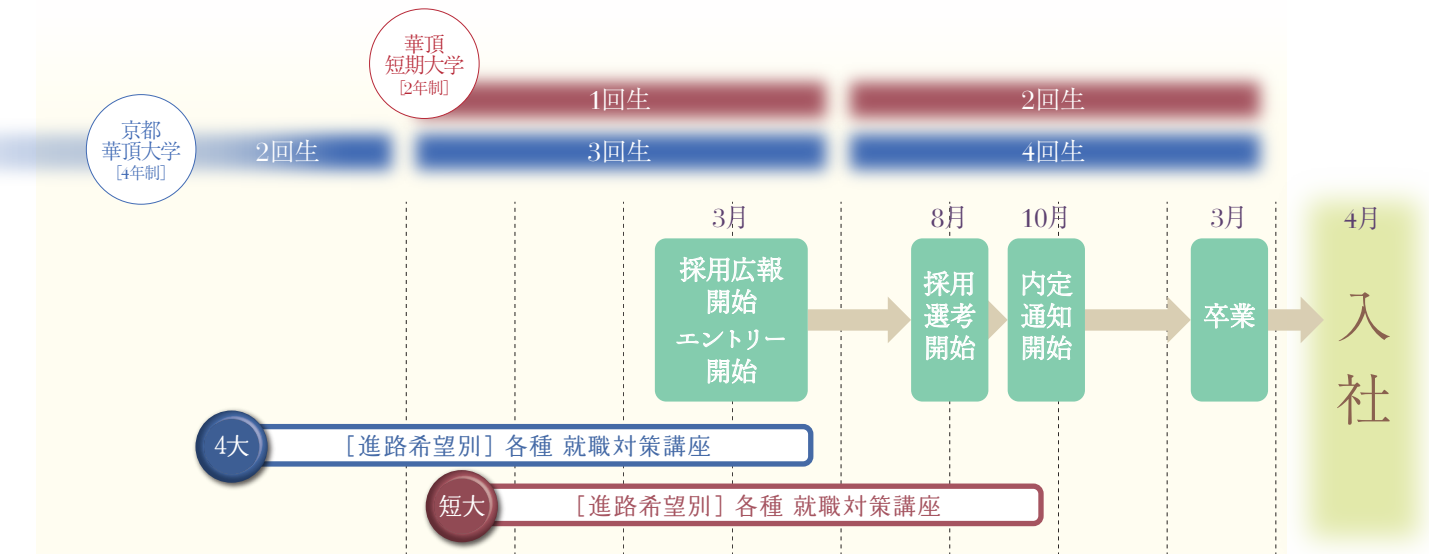 華頂
短期大学
[2年制]
1回生
2回生
京都
華頂大学
[4年制]
2回生
3回生
4回生
3月
8月
10月
3月
4月
採用広報
開始
エントリー
開始
採用
選考
開始
内定
通知
開始
卒業
入社
4大
[進路希望別] 各種 就職対策講座
短大
[進路希望別] 各種 就職対策講座